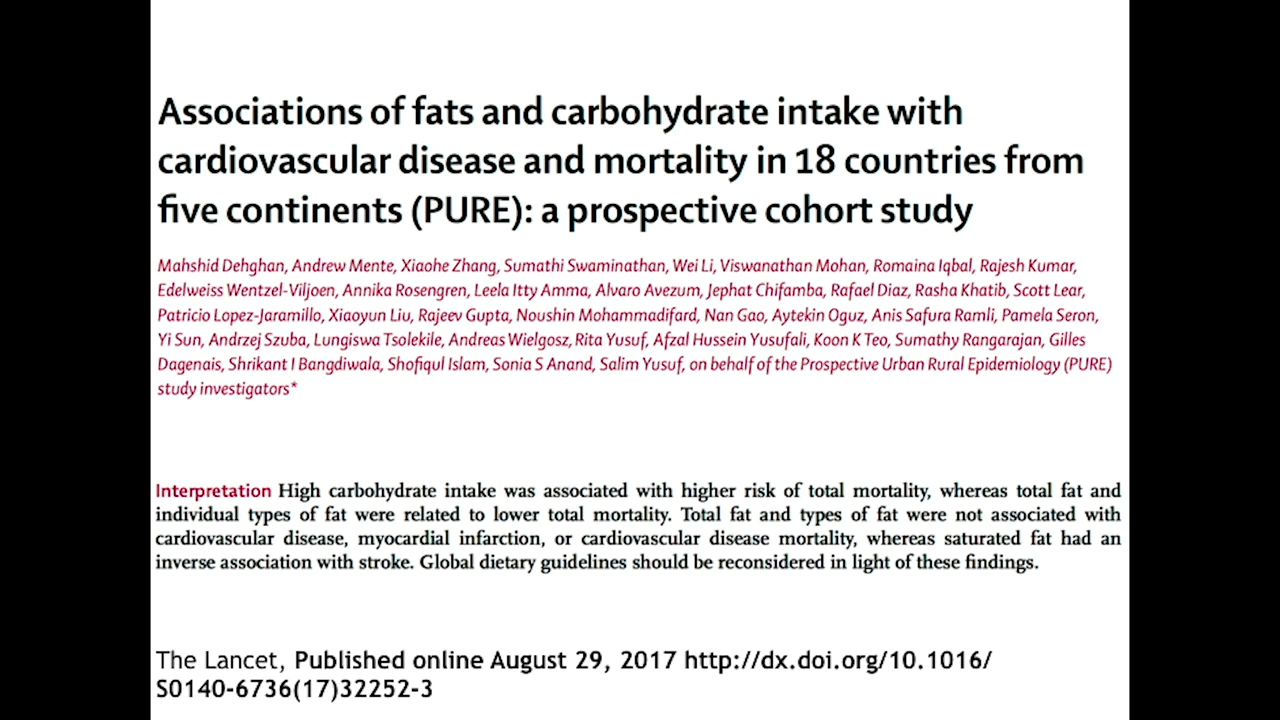 Associations of fats and carbohydrate intake with
cardiovascular disease and mortality in 18 countries from
five continents (PURE): a prospective cohort study
Mahshid Dehghan, Andrew Mente, Xiaohe Zhang, Sumathi Swaminathan, Wei Li, Viswanathan Mohan, Romaina Iqbal, Rajesh Kumar,
Edelweiss Wentzel-Viljoen, Annika Rosengren, Leela Itty Amma, Alvaro Avezum, Jephat Chifamba, Rafael Diaz, Rasha Khatib, Scott Lear,
Patricio Lopez-Jaramillo, Xiaoyun Liu, Rajeev Gupta, Noushin Mohammadifard, Nan Gao, Aytekin Oguz, Anis Safura Ramli, Pamela Seron,
Yi Sun, Andrzej Szuba, Lungiswa Tsolekile, Andreas Wielgosz, Rita Yusuf, Afzal Hussein Yusufali, Koon K Teo, Sumathy Rangarajan, Gilles
Dagenais, Shrikant I Bangdiwala, Shofiqul Islam, Sonia S Anand, Salim Yusuf, on behalf of the Prospective Urban Rural Epidemiology (PURE)
study investigators*
Interpretation High carbohydrate intake was associated with higher risk of total mortality, whereas total fat and
individual types of fat were related to lower total mortality. Total fat and types of fat were not associated with
cardiovascular disease, myocardial infarction, or cardiovascular disease mortality, whereas saturated fat had an
inverse association with stroke. Global dietary guidelines should be reconsidered in light of these findings.
The Lancet, Published online August 29, 2017 http://dx.doi.org/10.1016/
S0140-6736(17)32252-3